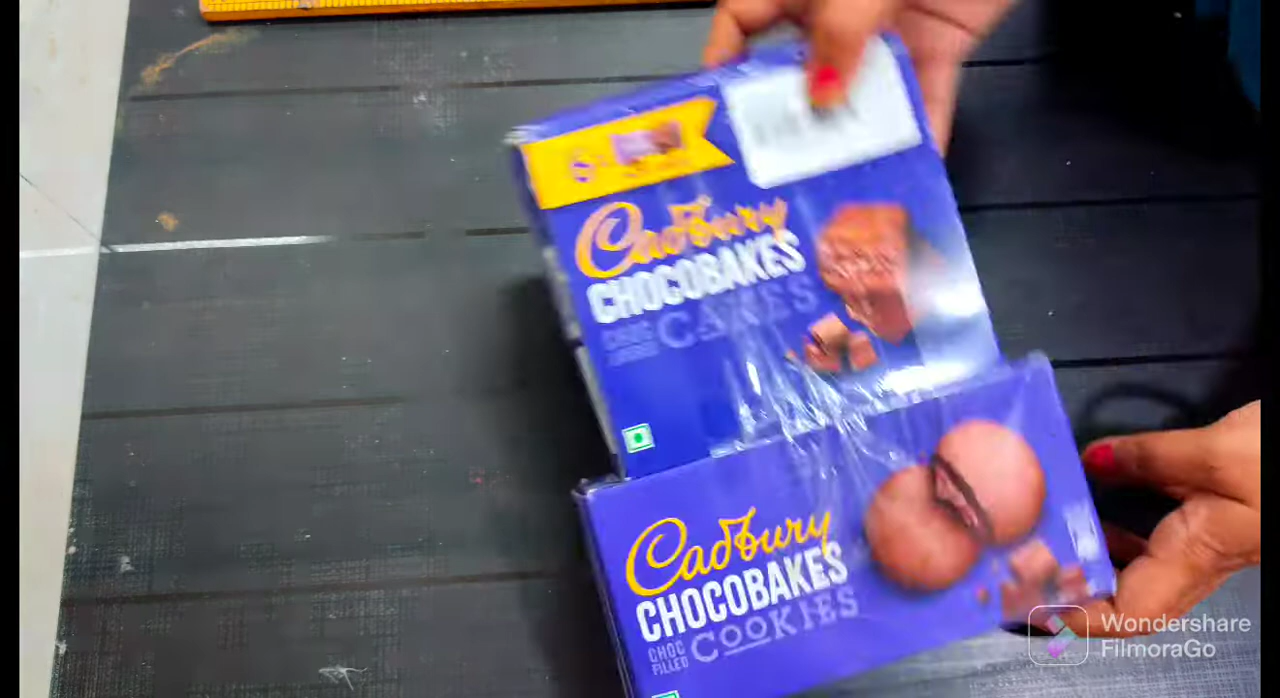 Cadbury
CHOCOBAKES
CAKES
Cadbury
CHOCOBAKES
CHOC
FILLED
COOKIES
Wondershare
FilmoraGo